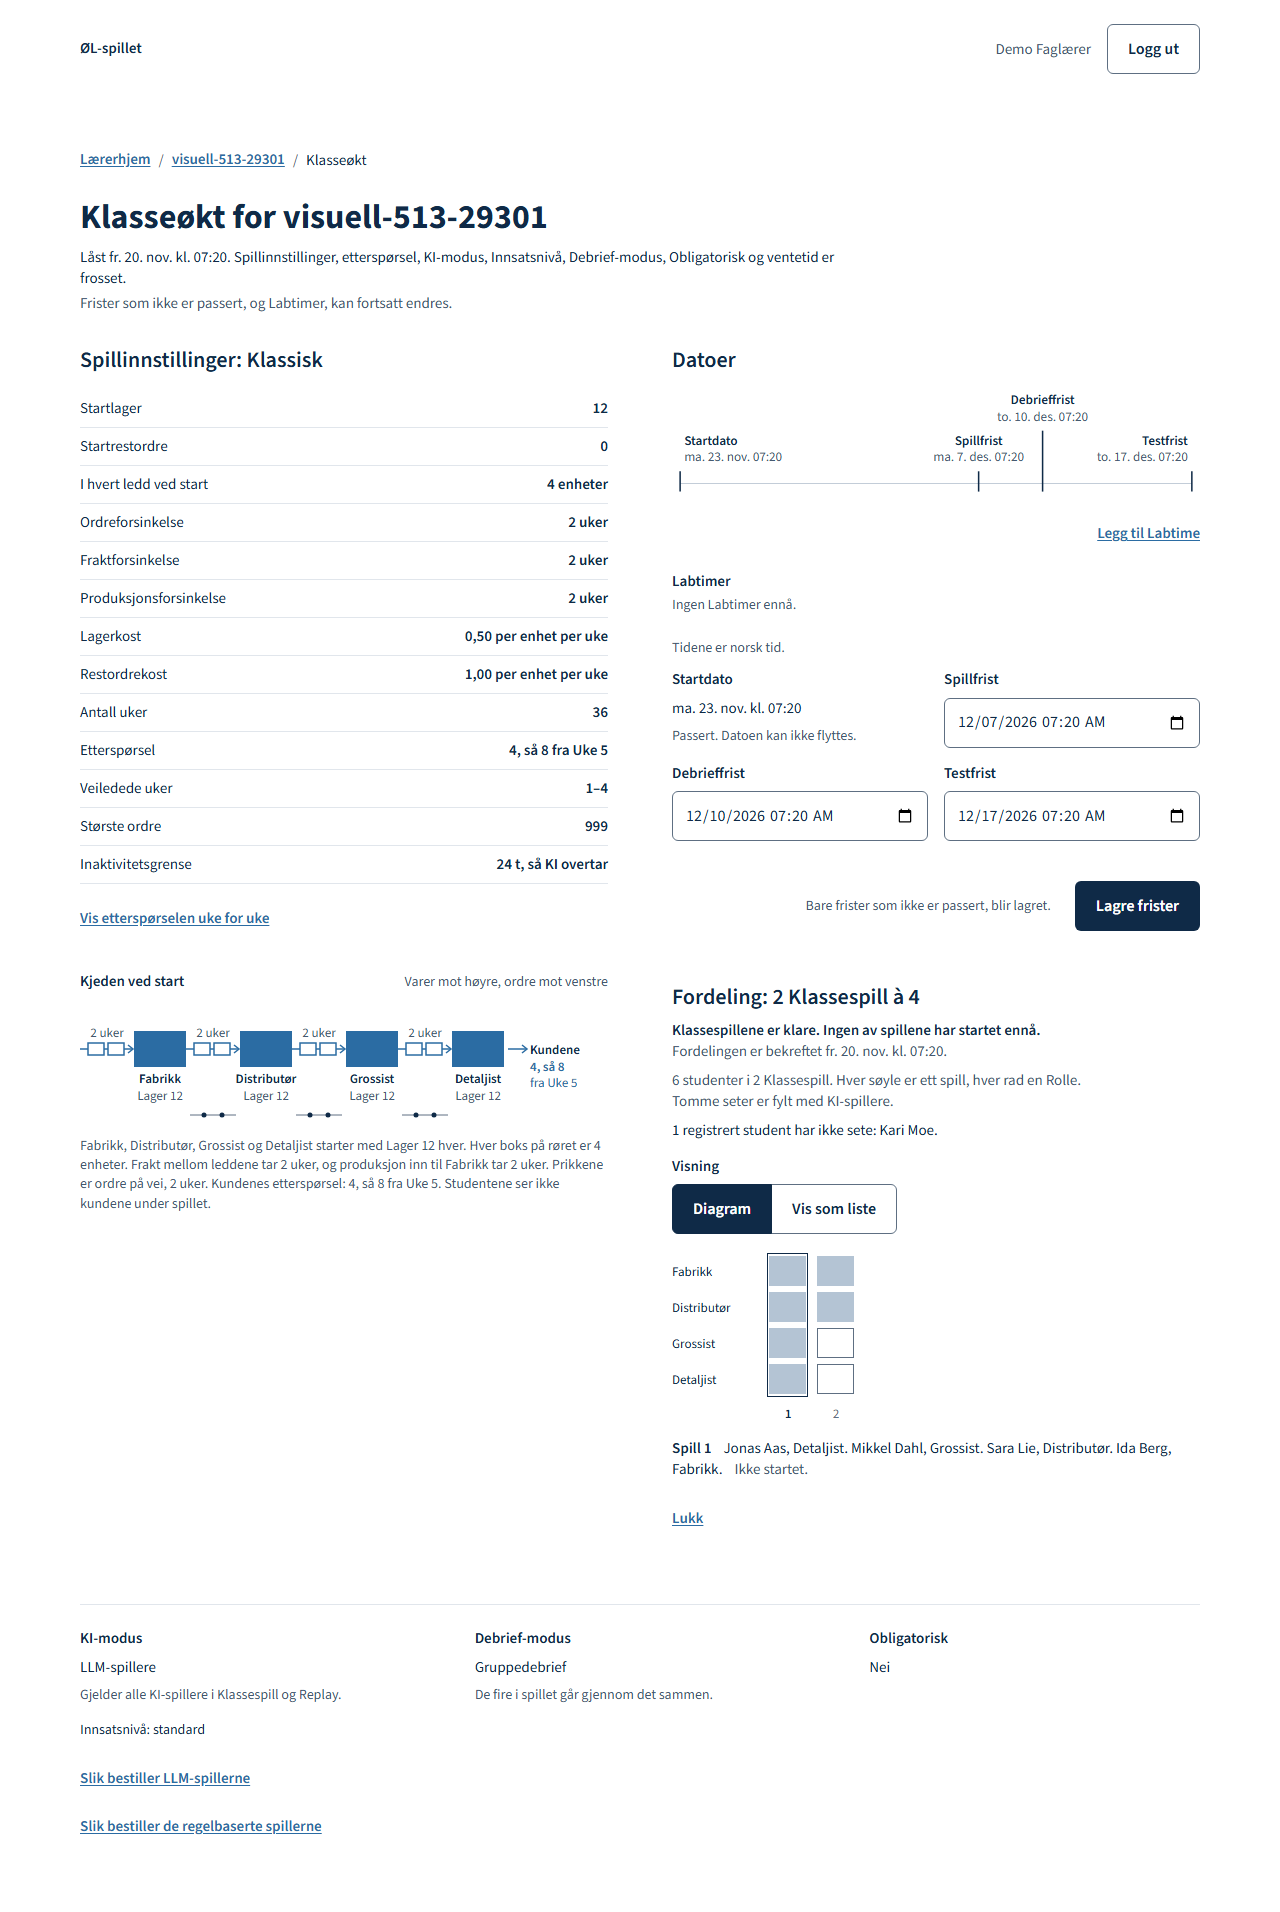 ØL-spillet
Demo Faglærer
Logg ut
Lærerhjem / visuell-513-29301 / Klasseøkt
Klasseøkt for visuell-513-29301
Låst fr. 20. nov. kl. 07:20. Spillinnstillinger, etterspørsel, KI-modus, Innsatsnivå, Debrief-modus, Obligatorisk og ventetid er
frosset.
Frister som ikke er passert, og Labtimer, kan fortsatt endres.
Spillinnstillinger: Klassisk
Startlager 12
Startrestordre 0
I hvert ledd ved start 4 enheter
Ordreforsinkelse 2 uker
Fraktforsinkelse 2 uker
Produksjonsforsinkelse 2 uker
Lagerkost 0,50 per enhet per uke
Restordrekost 1,00 per enhet per uke
Antall uker 36
Etterspørsel 4, så 8 fra Uke 5
Veiledede uker 1–4
Største ordre 999
Inaktivitetsgrense 24 t, så KI overtar
Vis etterspørselen uke for uke
Kjeden ved start Varer mot høyre, ordre mot venstre
2 uker 2 uker 2 uker 2 uker
Kundene
4, så 8
fra Uke 5
Fabrikk Distributør Grossist Detaljist
Lager 12 Lager 12 Lager 12 Lager 12
Fabrikk, Distributør, Grossist og Detaljist starter med Lager 12 hver. Hver boks på røret er 4
enheter. Frakt mellom leddene tar 2 uker, og produksjon inn til Fabrikk tar 2 uker. Prikkene
er ordre på vei, 2 uker. Kundenes etterspørsel: 4, så 8 fra Uke 5. Studentene ser ikke
kundene under spillet.
Datoer
Debrieffrist
to. 10. des. 07:20
Startdato Spillfrist Testfrist
ma. 23. nov. 07:20 ma. 7. des. 07:20 to. 17. des. 07:20
Legg til Labtime
Labtimer
Ingen Labtimer ennå.
Tidene er norsk tid.
Startdato Spillfrist
ma. 23. nov. kl. 07:20 12/07/2026 07:20 AM
Passert. Datoen kan ikke flyttes.
Debrieffrist Testfrist
12/10/2026 07:20 AM 12/17/2026 07:20 AM
Bare frister som ikke er passert, blir lagret. Lagre frister
Fordeling: 2 Klassespill à 4
Klassespillene er klare. Ingen av spillene har startet ennå.
Fordelingen er bekreftet fr. 20. nov. kl. 07:20.
6 studenter i 2 Klassespill. Hver søyle er ett spill, hver rad en Rolle.
Tomme seter er fylt med KI-spillere.
1 registrert student har ikke sete: Kari Moe.
Visning
Diagram Vis som liste
Fabrikk
Distributør
Grossist
Detaljist
1 2
Spill 1 Jonas Aas, Detaljist. Mikkel Dahl, Grossist. Sara Lie, Distributør. Ida Berg,
Fabrikk. Ikke startet.
Lukk
KI-modus Debrief-modus Obligatorisk
LLM-spillere Gruppedebrief Nei
Gjelder alle KI-spillere i Klassespill og Replay. De fire i spillet går gjennom det sammen.
Innsatsnivå: standard
Slik bestiller LLM-spillerne
Slik bestiller de regelbaserte spillerne